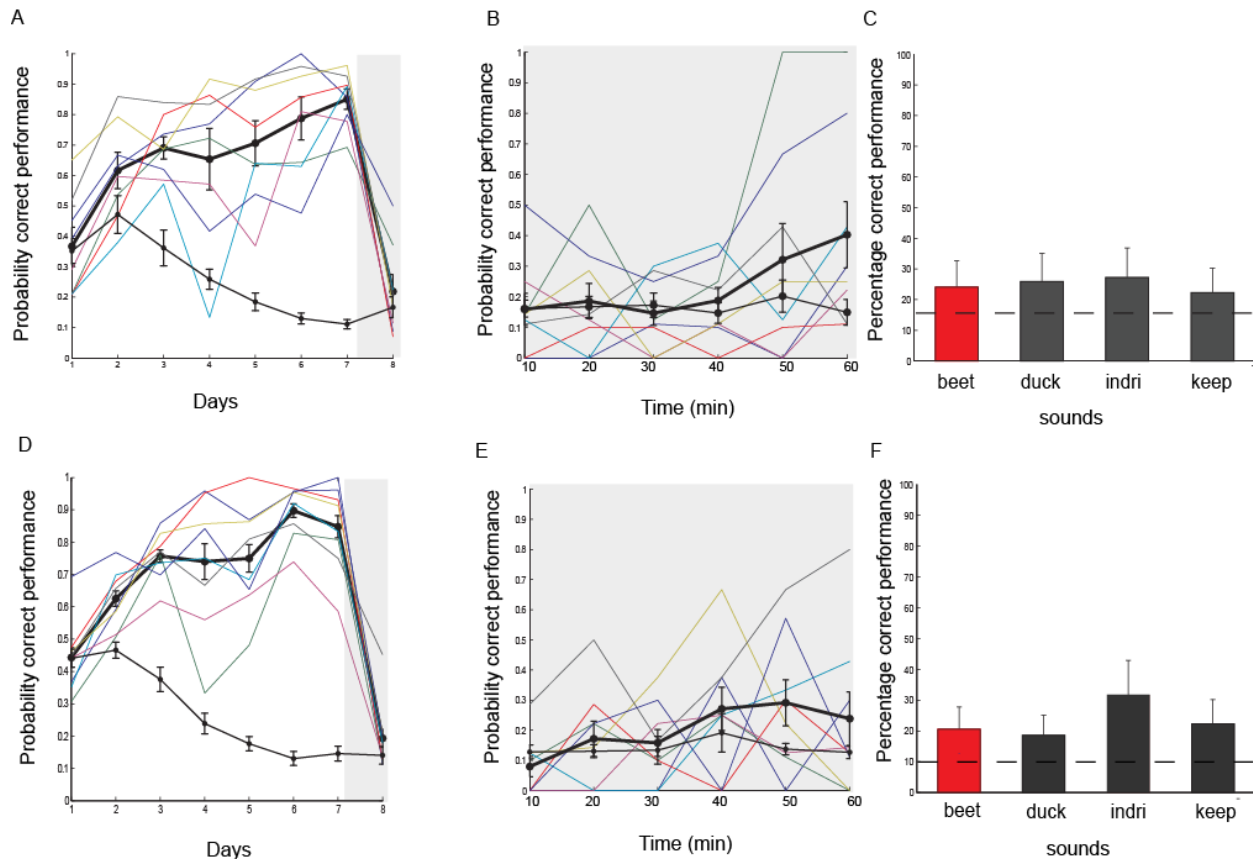 A
Probability correct performance
1
0.9
0.8
0.7
0.6
0.5
0.4
0.3
0.2
0.1
0
1 2 3 4 5 6 7 8
Days
B
Probability correct performance
1
0.9
0.8
0.7
0.6
0.5
0.4
0.3
0.2
0.1
0
10 20 30 40 50 60
Time (min)
C
Percentage correct performance
100
90
80
70
60
50
40
30
20
10
0
beet duck indri keep
sounds
D
Probability correct performance
1
0.9
0.8
0.7
0.6
0.5
0.4
0.3
0.2
0.1
0
1 2 3 4 5 6 7 8
Days
E
Probability correct performance
1
0.9
0.8
0.7
0.6
0.5
0.4
0.3
0.2
0.1
0
10 20 30 40 50 60
Time (min)
F
Percentage correct performance
100
90
80
70
60
50
40
30
20
10
0
beet duck indri keep
sounds